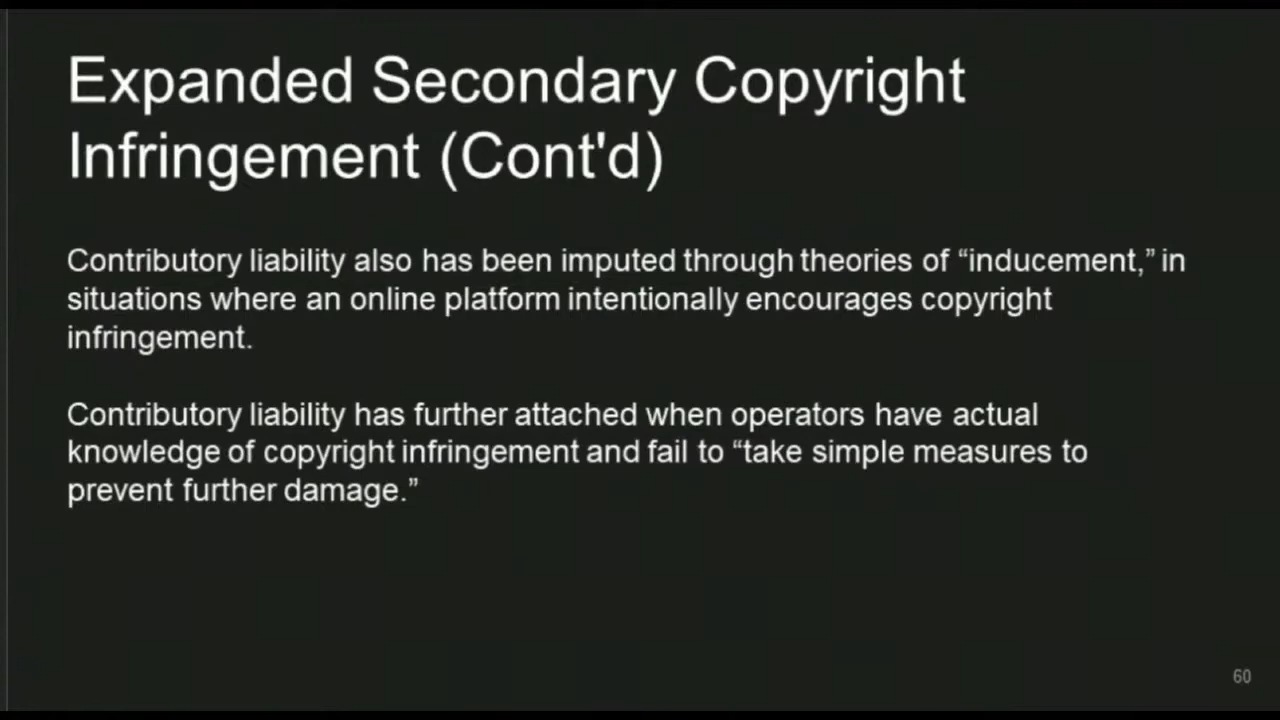 Expanded Secondary Copyright
Infringement (Cont'd)
Contributory liability also has been imputed through theories of “inducement,” in
situations where an online platform intentionally encourages copyright
infringement.
Contributory liability has further attached when operators have actual
knowledge of copyright infringement and fail to “take simple measures to
prevent further damage.”
60